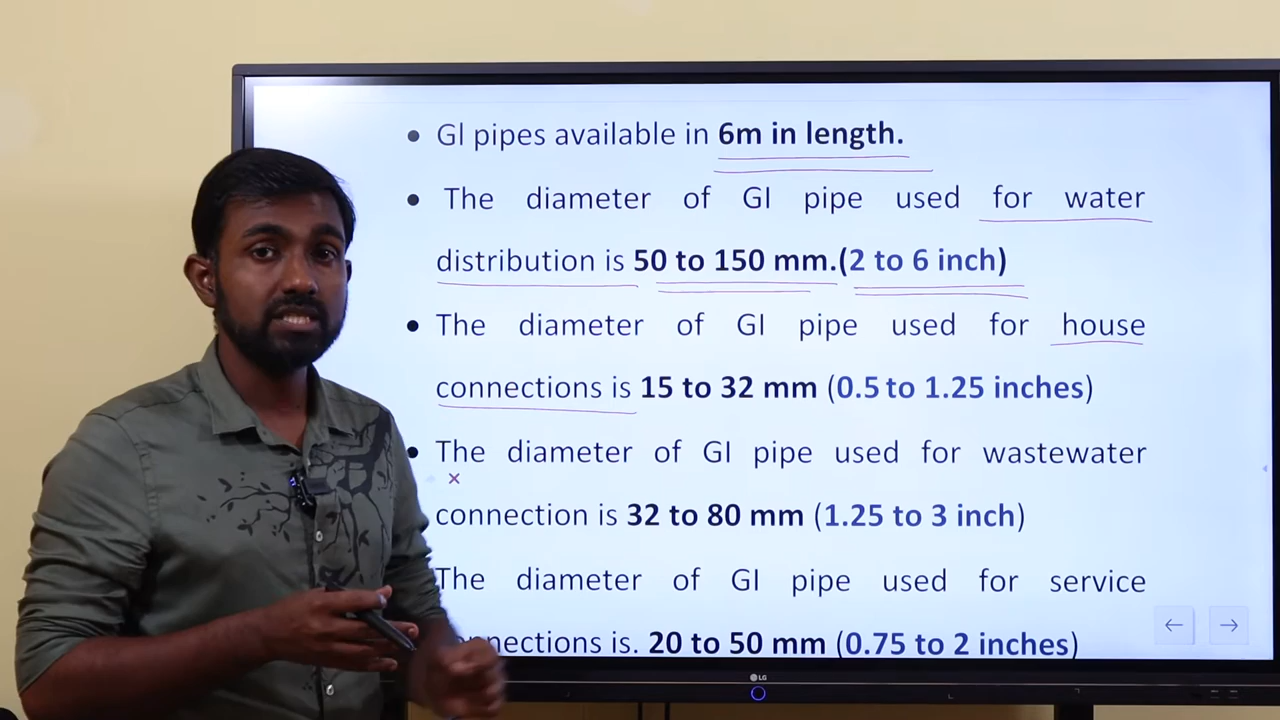 • GI pipes available in 6m in length.
• The diameter of GI pipe used for water
distribution is 50 to 150 mm.(2 to 6 inch)
• The diameter of GI pipe used for house
connections is 15 to 32 mm (0.5 to 1.25 inches)
• The diameter of GI pipe used for wastewater
connection is 32 to 80 mm (1.25 to 3 inch)
The diameter of GI pipe used for service
connections is. 20 to 50 mm (0.75 to 2 inches)
LG